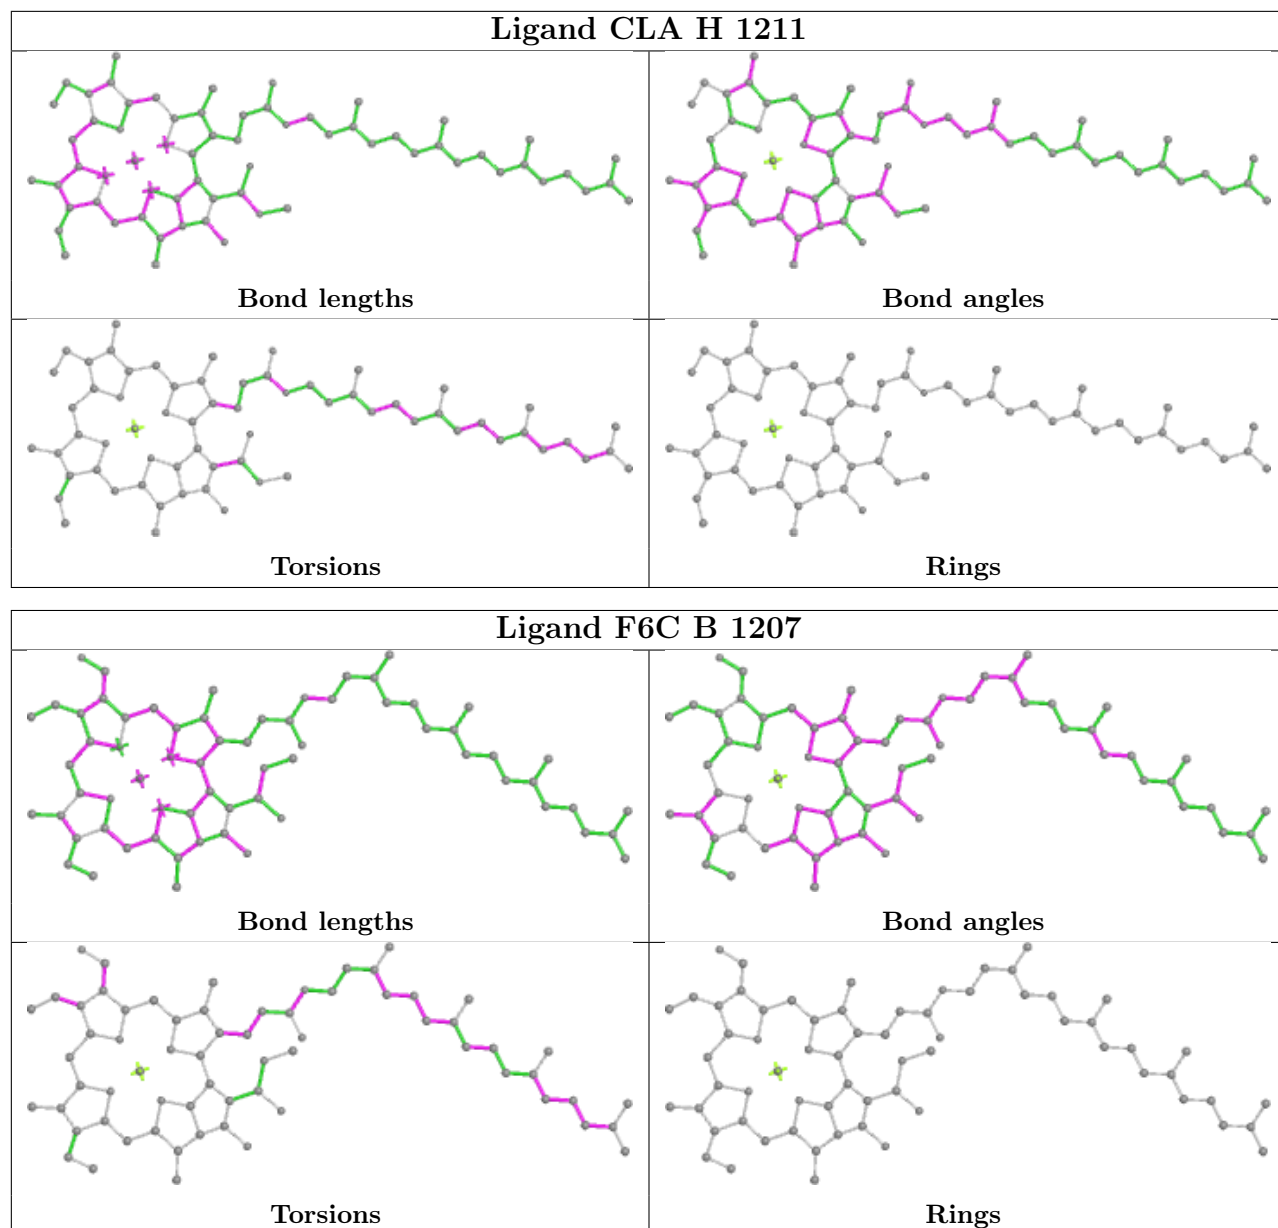 Ligand CLA H 1211
Bond lengths
Bond angles
Torsions
Rings
Ligand F6C B 1207
Bond lengths
Bond angles
Torsions
Rings